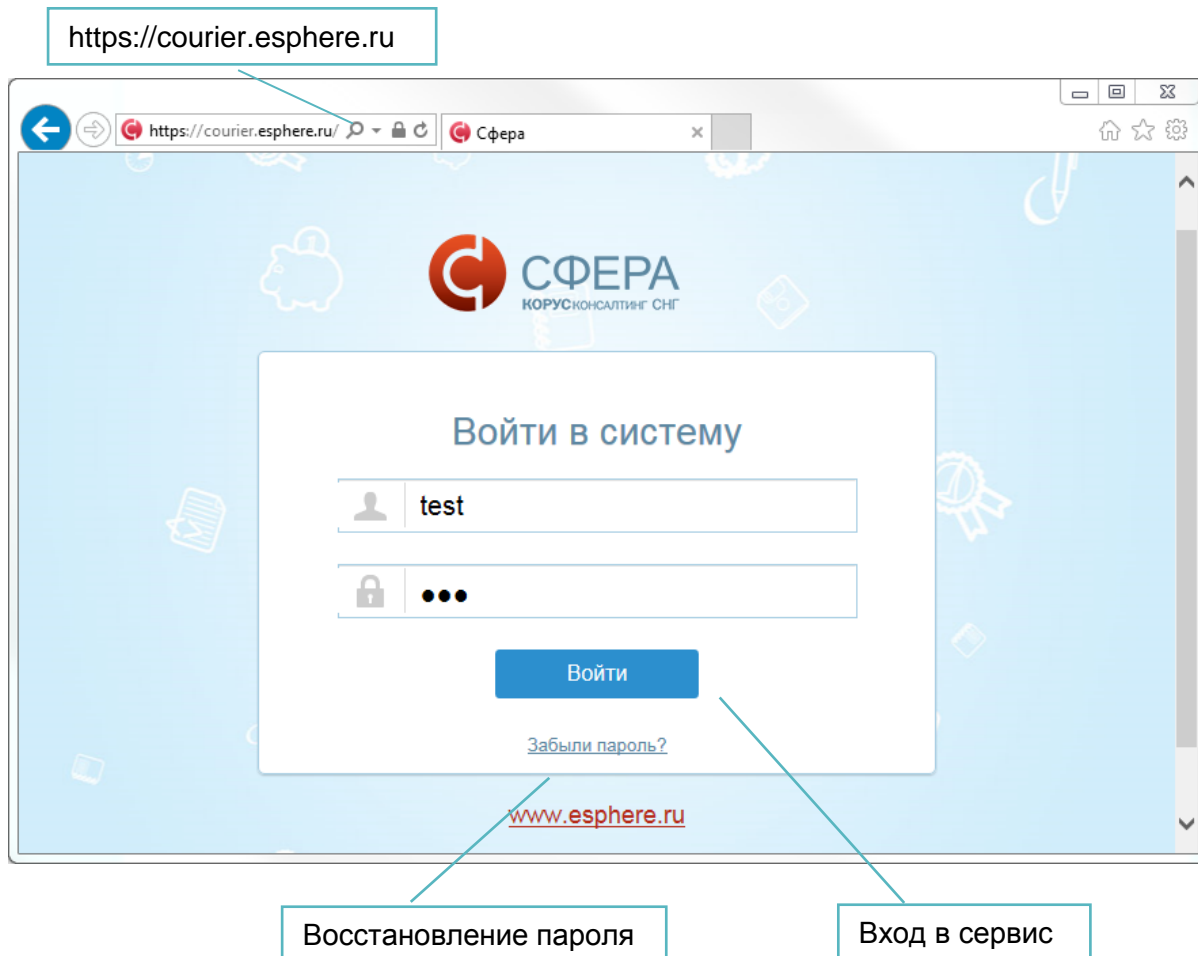 https://courier.esphere.ru
https://courier.esphere.ru/
Сфера
СФЕРА
КОРУСКОНСАЛТИНГ СНГ
Войти в систему
test
●●●
Войти
Забыли пароль?
www.esphere.ru
Восстановление пароля
Вход в сервис